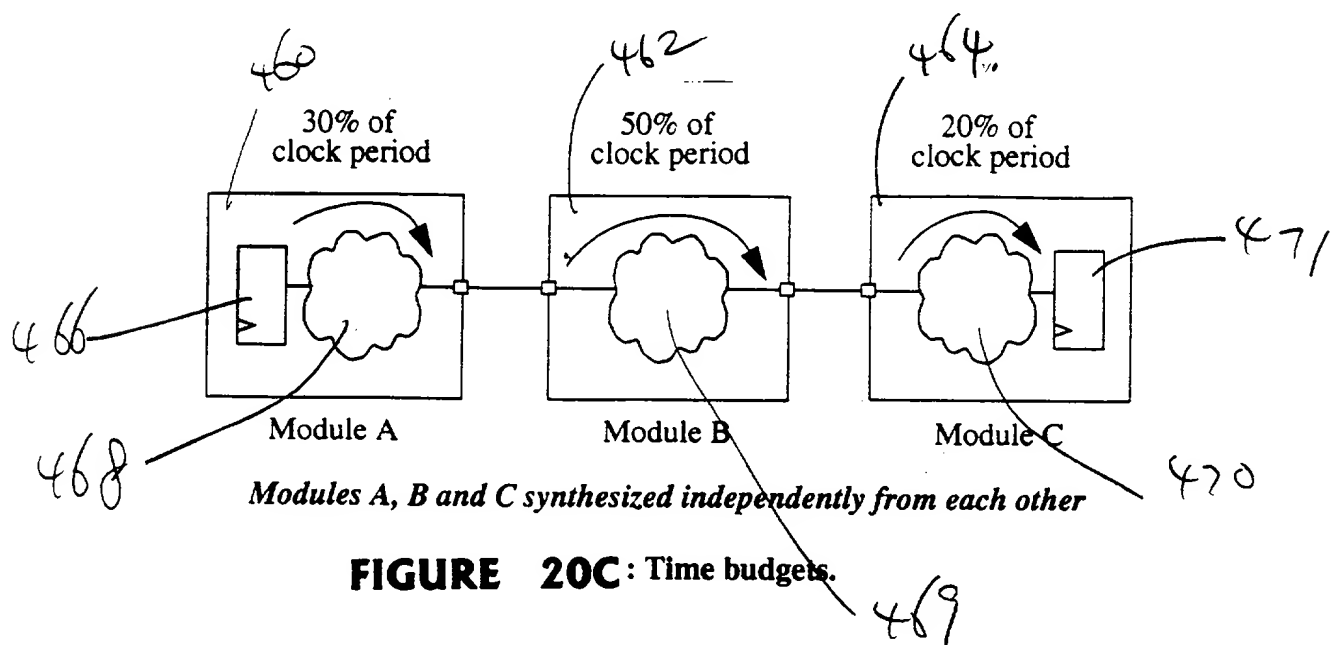 460
462
464
30% of
clock period
50% of
clock period
20% of
clock period
471
466
Module A
Module B
Module C
468
470
Modules A, B and C synthesized independently from each other
FIGURE 20C: Time budgets.
469